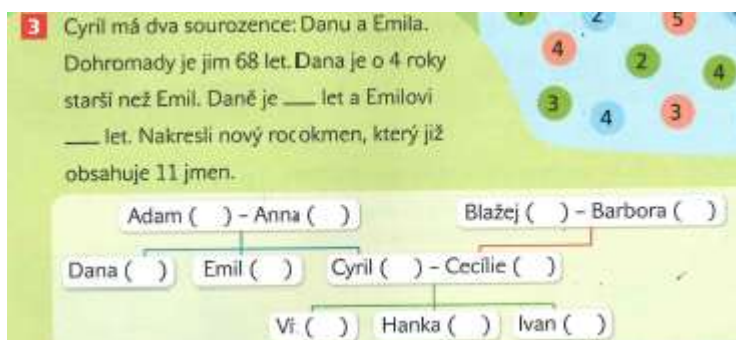 3 Cyril má dva sourozence: Danu a Emila.
Dohromady je jim 68 let. Dana je o 4 roky
starší než Emil. Daně je ___ let a Emilovi
___ let. Nakresli nový rodokmen, který již
obsahuje 11 jmen.
2 5
4 2 4
3 4 3
Adam ( ) – Anna ( ) Blažej ( ) – Barbora ( )
Dana ( ) Emil ( ) Cyril ( ) – Cecílie ( )
Hanka ( ) Ivan ( )